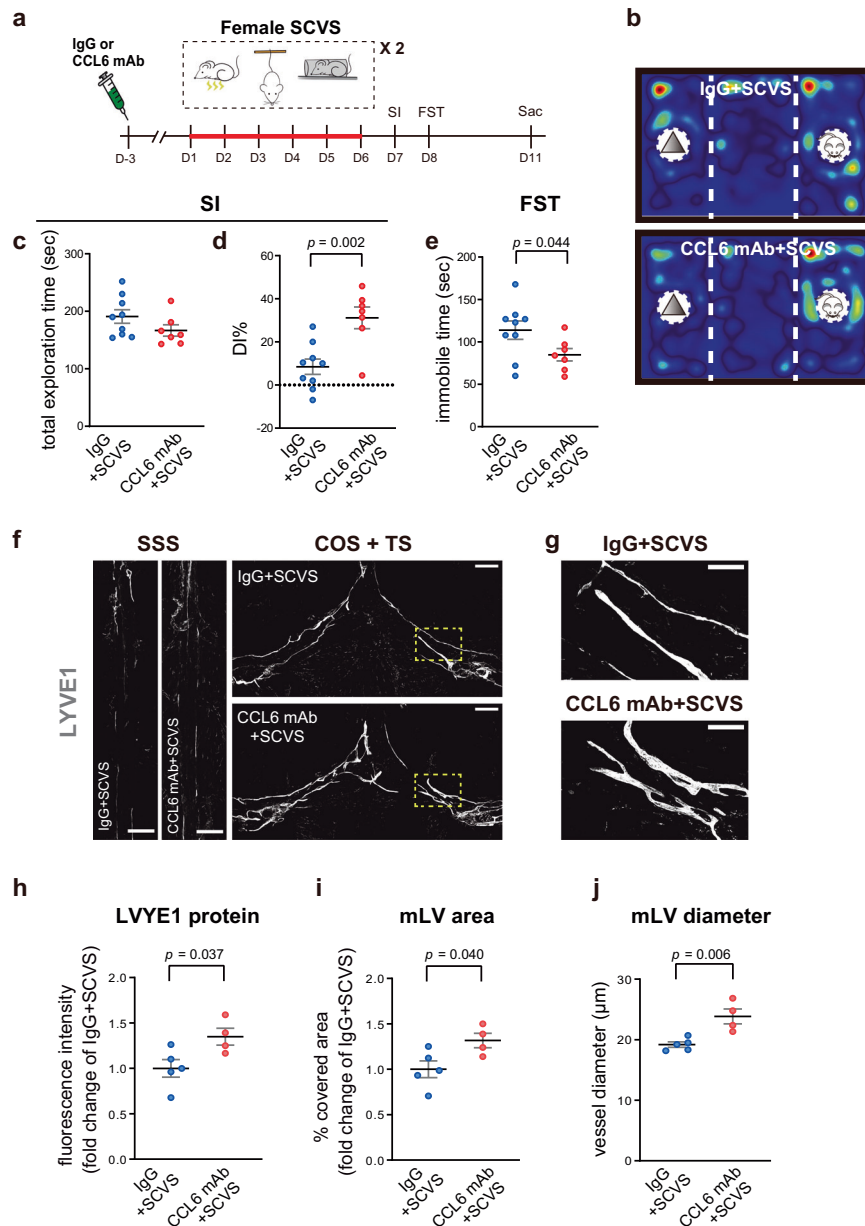 a
Female SCVS
IgG or
CCL6 mAb
X 2
SI
FST
Sac
D-3
D1
D2
D3
D4
D5
D6
D7
D8
D11
b
IgG+SCVS
CCL6 mAb+SCVS
SI
FST
c
total exploration time (sec)
300
200
100
0
IgG
+SCVS
CCL6 mAb
+SCVS
d
p = 0.002
DI%
60
40
20
0
-20
IgG
+SCVS
CCL6 mAb
+SCVS
e
p = 0.044
immobile time (sec)
200
150
100
50
0
IgG
+SCVS
CCL6 mAb
+SCVS
f
SSS
COS + TS
LYVE1
IgG+SCVS
CCL6 mAb+SCVS
IgG+SCVS
CCL6 mAb
+SCVS
g
IgG+SCVS
CCL6 mAb+SCVS
h
LVYE1 protein
p = 0.037
fluorescence intensity
(fold change of IgG+SCVS)
2.0
1.5
1.0
0.5
0.0
IgG
+SCVS
CCL6 mAb
+SCVS
i
mLV area
p = 0.040
% covered area
(fold change of IgG+SCVS)
2.0
1.5
1.0
0.5
0.0
IgG
+SCVS
CCL6 mAb
+SCVS
j
mLV diameter
p = 0.006
vessel diameter (µm)
30
20
10
0
IgG
+SCVS
CCL6 mAb
+SCVS